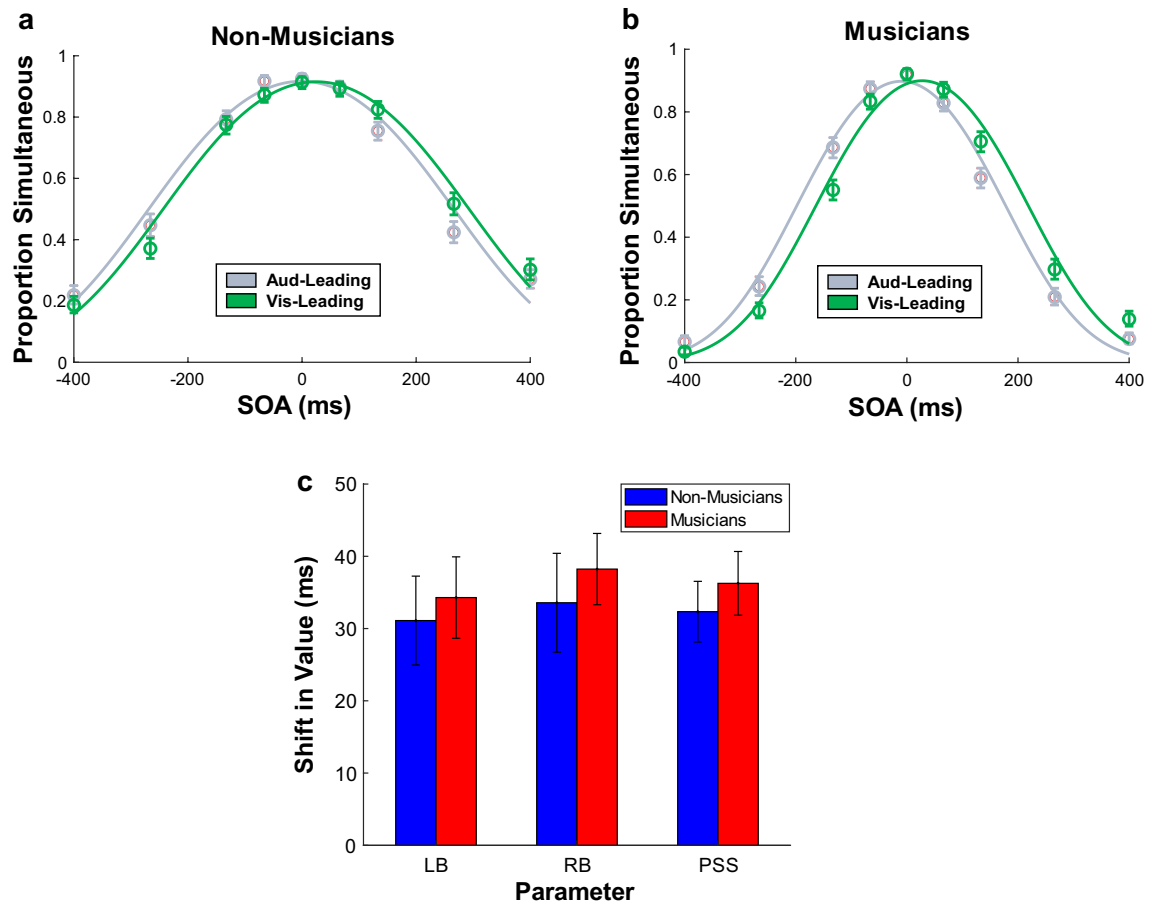 a
Non-Musicians
Proportion Simultaneous
1
0.8
0.6
0.4
0.2
0
Aud-Leading
Vis-Leading
-400 -200 0 200 400
SOA (ms)
b
Musicians
Proportion Simultaneous
1
0.8
0.6
0.4
0.2
0
Aud-Leading
Vis-Leading
-400 -200 0 200 400
SOA (ms)
c
Shift in Value (ms)
50
40
30
20
10
0
Non-Musicians
Musicians
LB RB PSS
Parameter